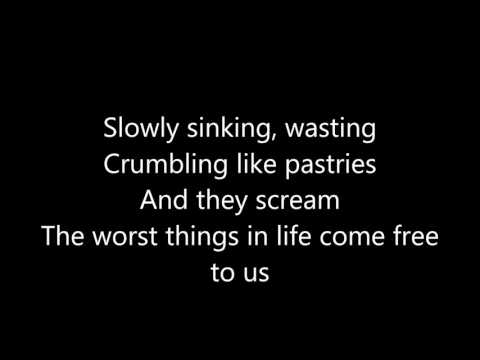 Slowly sinking, wasting
Crumbling like pastries
And they scream
The worst things in life come free
to us